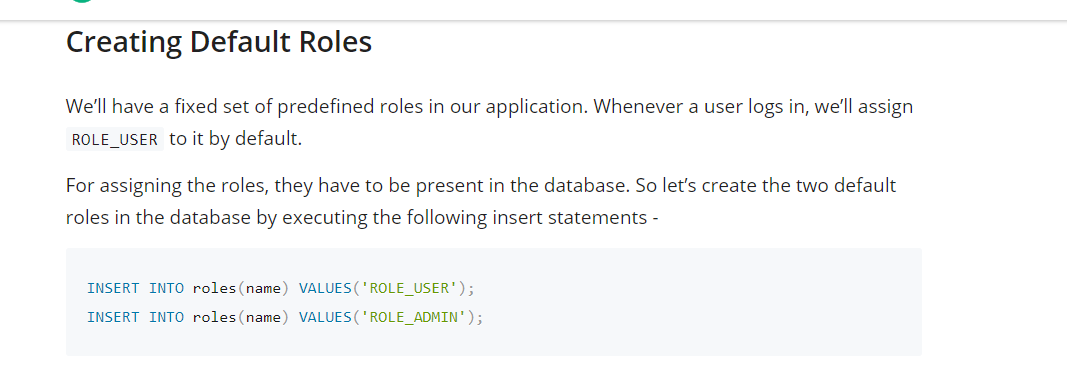 Creating Default Roles
We’ll have a fixed set of predefined roles in our application. Whenever a user logs in, we’ll assign
ROLE_USER to it by default.
For assigning the roles, they have to be present in the database. So let’s create the two default
roles in the database by executing the following insert statements -
INSERT INTO roles(name) VALUES('ROLE_USER');
INSERT INTO roles(name) VALUES('ROLE_ADMIN');